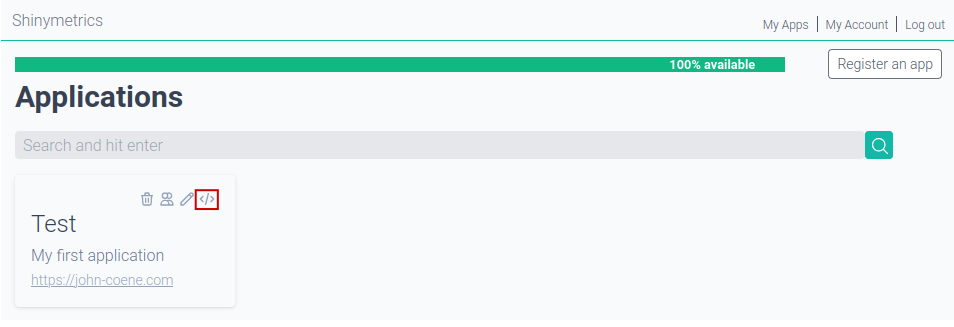 Shinymetrics
My Apps | My Account | Log out
100% available
Register an app
Applications
Search and hit enter
Test
My first application
https://john-coene.com